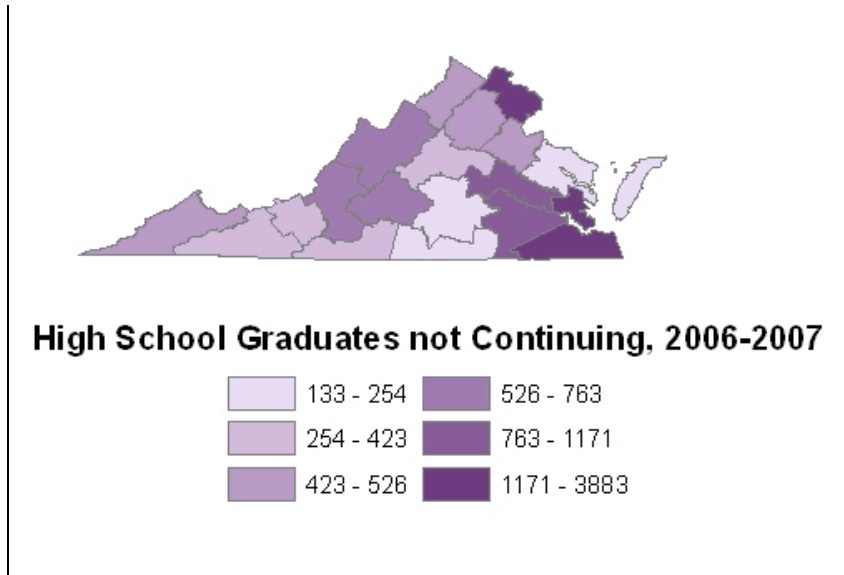 High School Graduates not Continuing, 2006-2007
133 - 254
254 - 423
423 - 526
526 - 763
763 - 1171
1171 - 3883